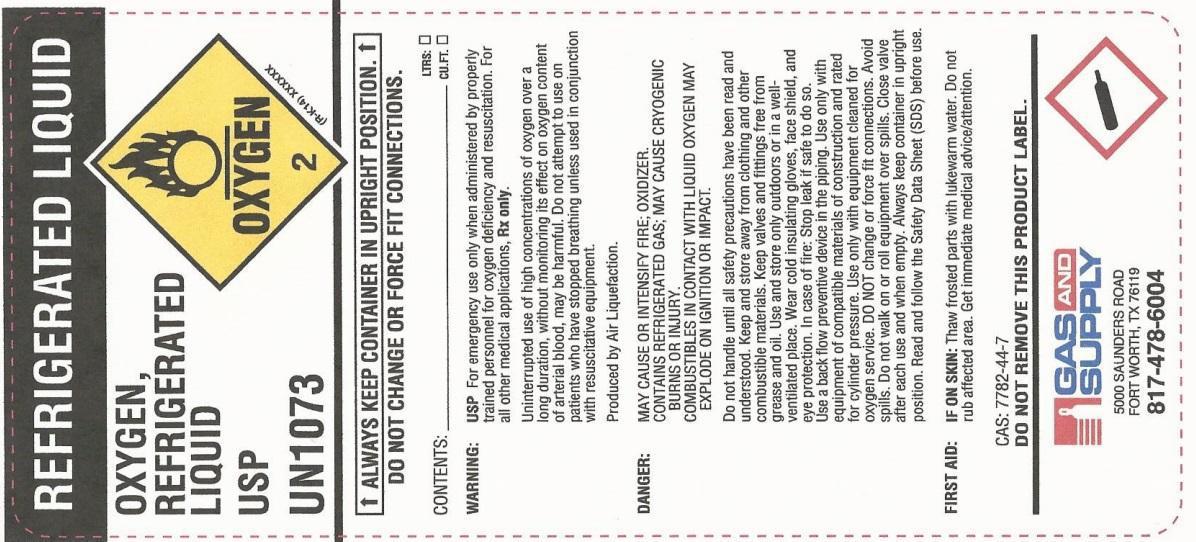 REFRIGERATED LIQUID
OXYGEN,
REFRIGERATED
LIQUID
USP
UN1073
OXYGEN
2
(R-K14) XXXXXX
↑ ALWAYS KEEP CONTAINER IN UPRIGHT POSITION. ↑
DO NOT CHANGE OR FORCE FIT CONNECTIONS.
CONTENTS:
LTRS: □
CU.FT. □
WARNING: USP For emergency use only when administered by properly
trained personnel for oxygen deficiency and resuscitation. For
all other medical applications, Rx only.
Uninterrupted use of high concentrations of oxygen over a
long duration, without monitoring its effect on oxygen content
of arterial blood, may be harmful. Do not attempt to use on
patients who have stopped breathing unless used in conjunction
with resuscitative equipment.
Produced by Air Liquefaction.
DANGER: MAY CAUSE OR INTENSIFY FIRE; OXIDIZER.
CONTAINS REFRIGERATED GAS; MAY CAUSE CRYOGENIC
BURNS OR INJURY.
COMBUSTIBLES IN CONTACT WITH LIQUID OXYGEN MAY
EXPLODE ON IGNITION OR IMPACT.
Do not handle until all safety precautions have been read and
understood. Keep and store away from clothing and other
combustible materials. Keep valves and fittings free from
grease and oil. Use and store only outdoors or in a well-
ventilated place. Wear cold insulating gloves, face shield, and
eye protection. In case of fire: Stop leak if safe to do so.
Use a back flow preventive device in the piping. Use only with
equipment of compatible materials of construction and rated
for cylinder pressure. Use only with equipment cleaned for
oxygen service. DO NOT change or force fit connections. Avoid
spills. Do not walk on or roll equipment over spills. Close valve
after each use and when empty. Always keep container in upright
position. Read and follow the Safety Data Sheet (SDS) before use.
FIRST AID: IF ON SKIN: Thaw frosted parts with lukewarm water. Do not
rub affected area. Get immediate medical advice/attention.
CAS: 7782-44-7
DO NOT REMOVE THIS PRODUCT LABEL.
GAS AND
SUPPLY
5000 SAUNDERS ROAD
FORT WORTH, TX 76119
817-478-6004